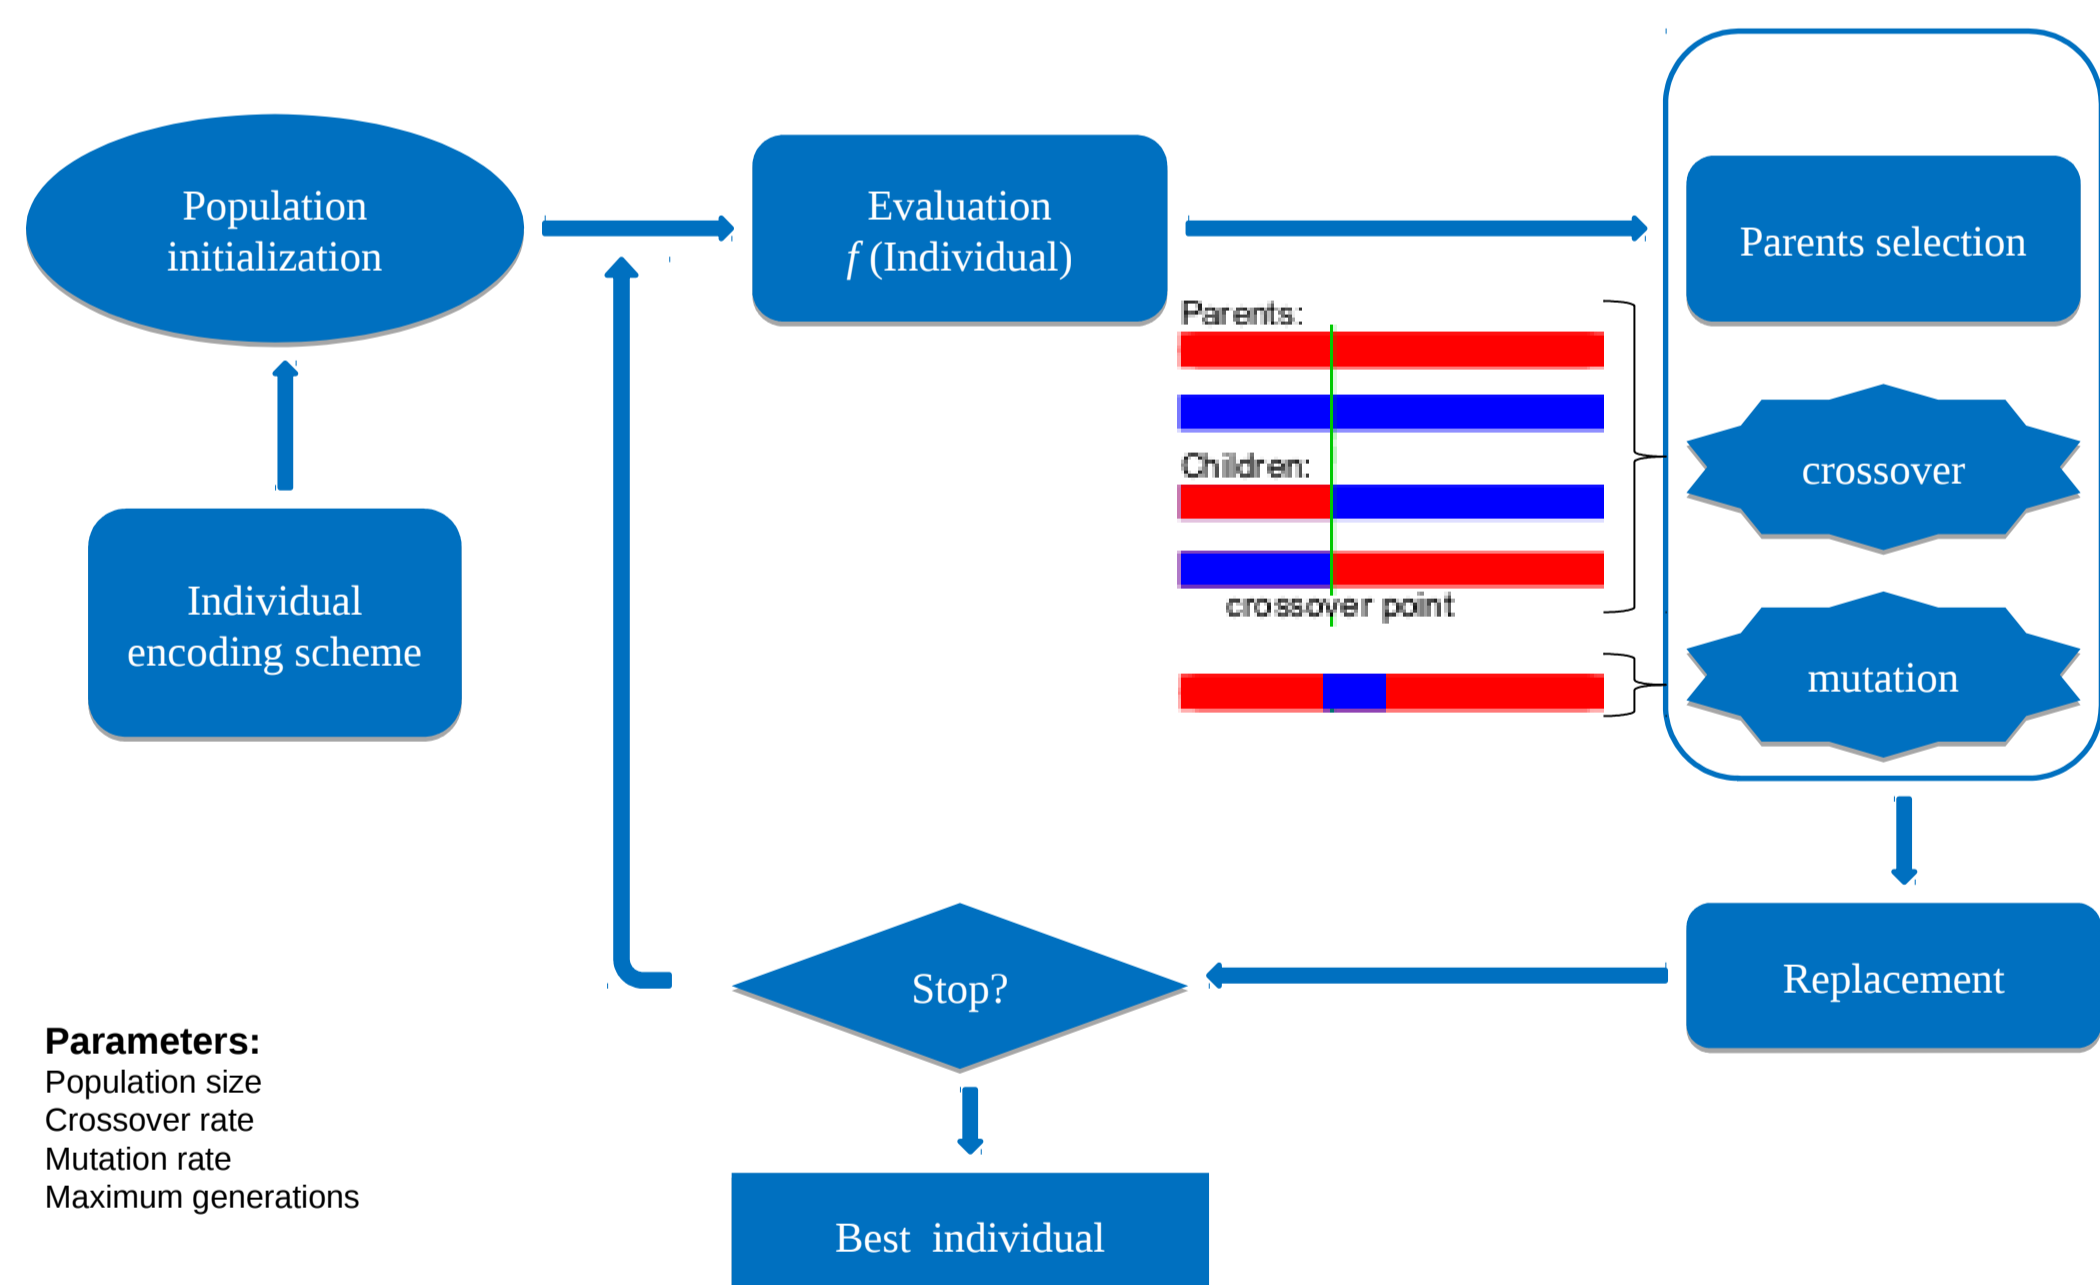 Population
initialization
Evaluation
f (Individual)
Parents selection
Parents:
Children:
crossover point
crossover
mutation
Individual
encoding scheme
Stop?
Replacement
Parameters:
Population size
Crossover rate
Mutation rate
Maximum generations
Best individual